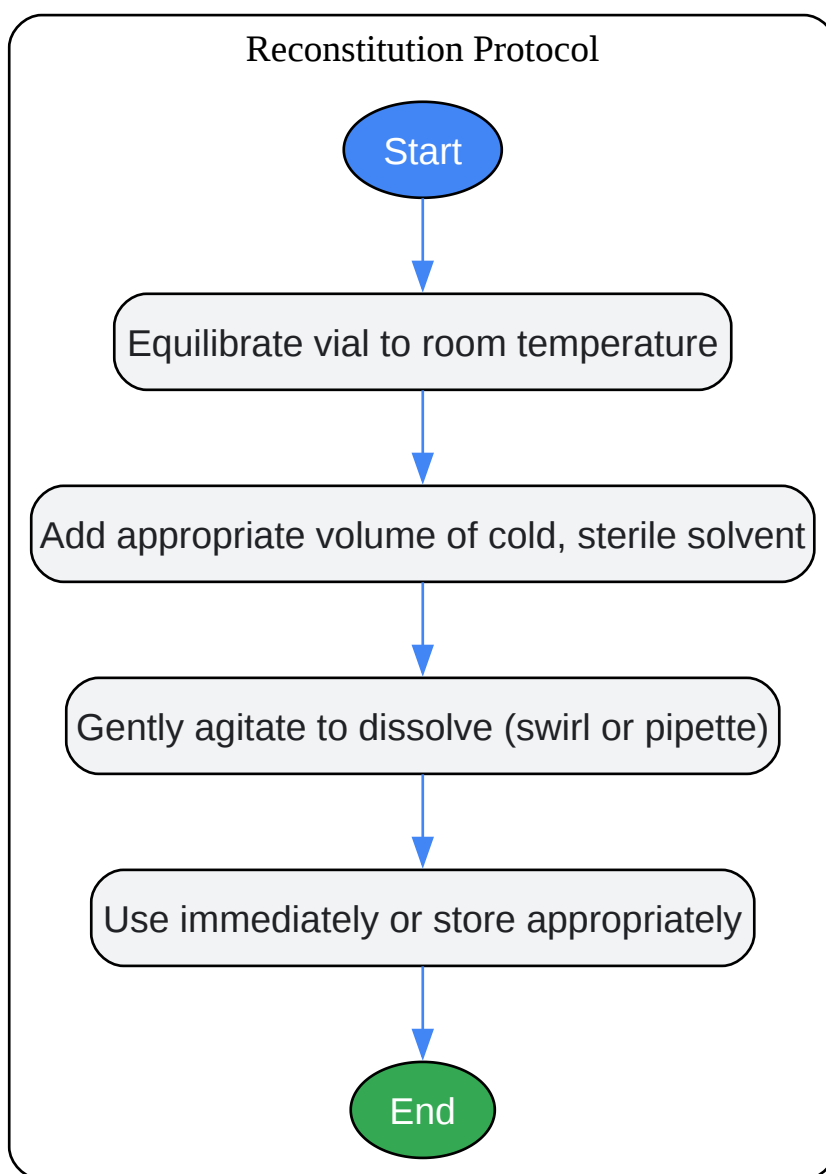 Reconstitution Protocol
Start
Equilibrate vial to room temperature
Add appropriate volume of cold, sterile solvent
Gently agitate to dissolve (swirl or pipette)
Use immediately or store appropriately
End